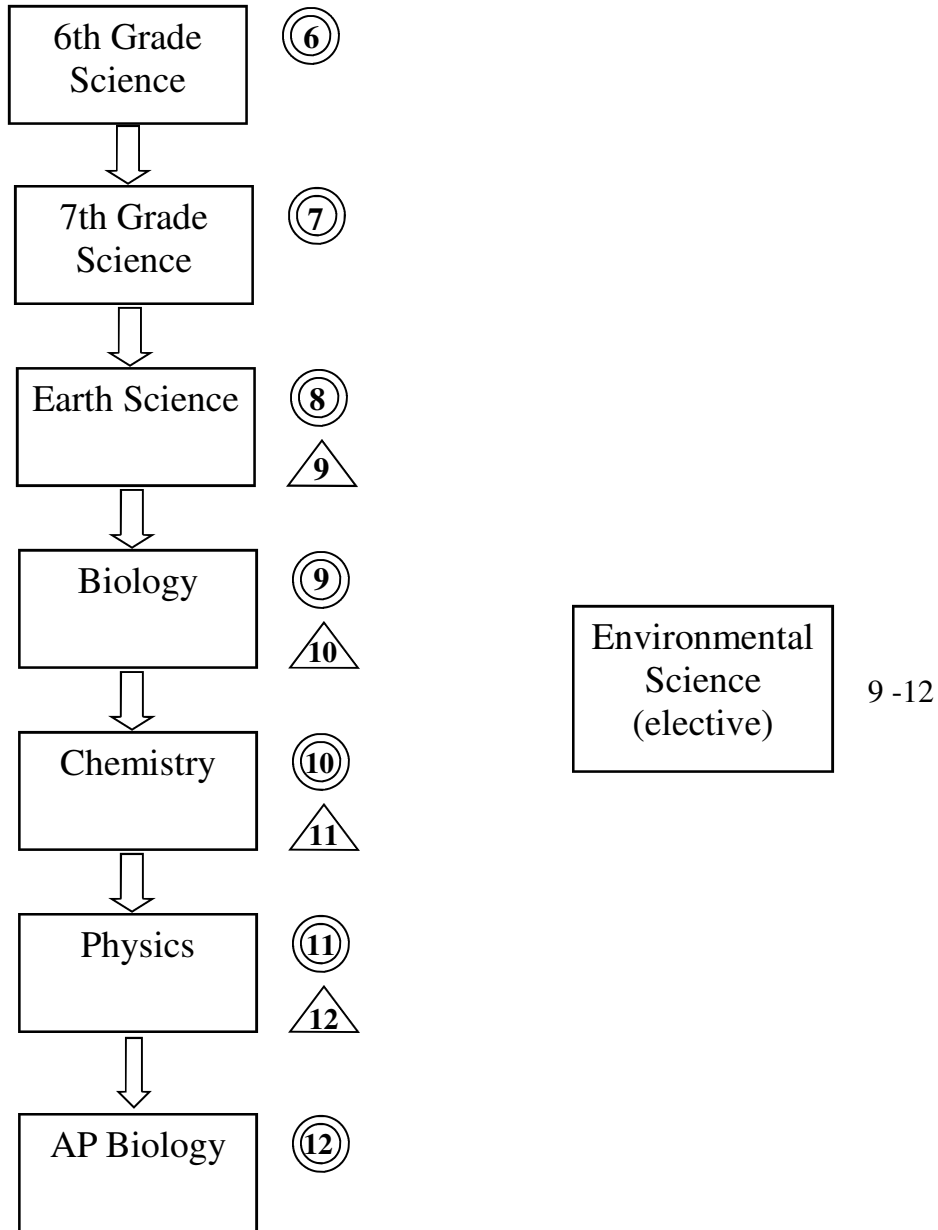 6th Grade
Science
6
7th Grade
Science
7
Earth Science
8
9
Biology
9
10
Environmental
Science
(elective)
9 -12
Chemistry
10
11
Physics
11
12
AP Biology
12